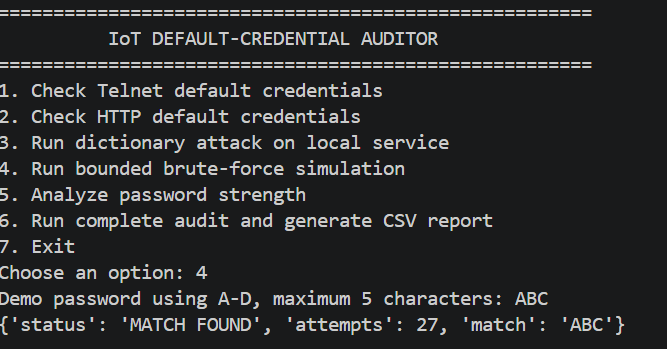 =======================================================
IoT DEFAULT-CREDENTIAL AUDITOR
=======================================================
1. Check Telnet default credentials
2. Check HTTP default credentials
3. Run dictionary attack on local service
4. Run bounded brute-force simulation
5. Analyze password strength
6. Run complete audit and generate CSV report
7. Exit
Choose an option: 4
Demo password using A-D, maximum 5 characters: ABC
{'status': 'MATCH FOUND', 'attempts': 27, 'match': 'ABC'}